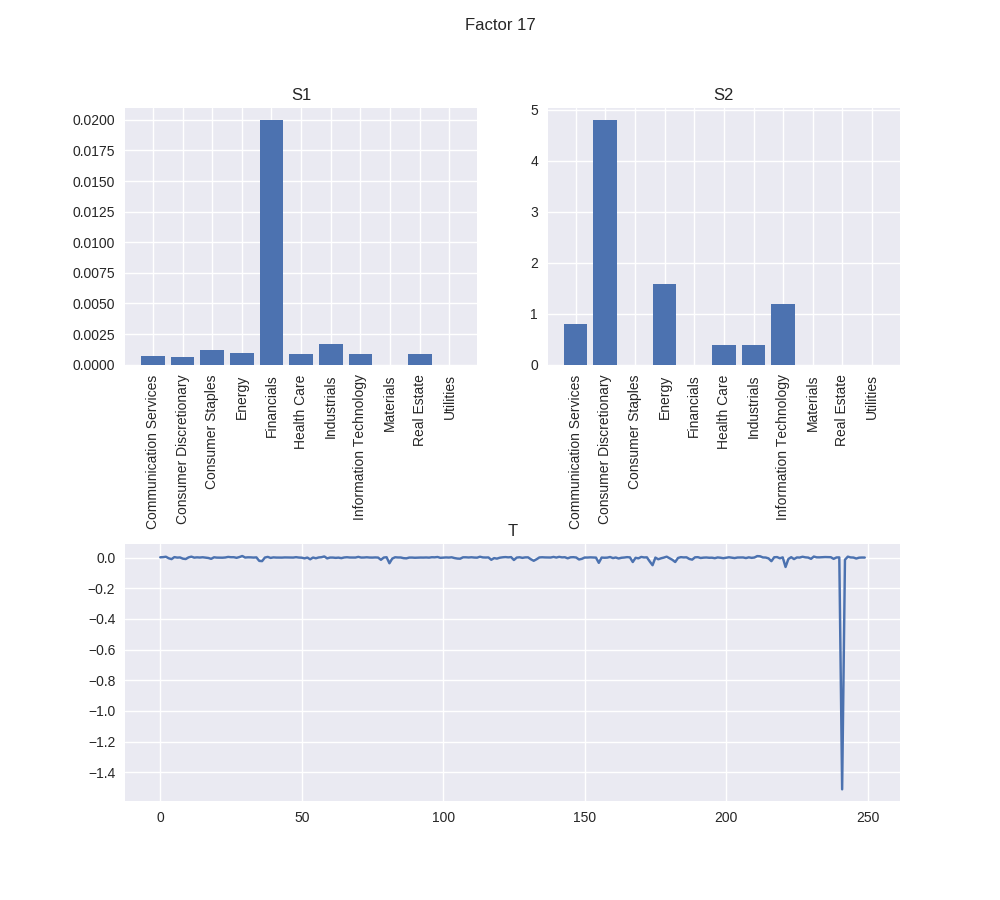 Factor 17
S1
0.0200
0.0175
0.0150
0.0125
0.0100
0.0075
0.0050
0.0025
0.0000
Communication Services
Consumer Discretionary
Consumer Staples
Energy
Financials
Health Care
Industrials
Information Technology
Materials
Real Estate
Utilities
S2
5
4
3
2
1
0
Communication Services
Consumer Discretionary
Consumer Staples
Energy
Financials
Health Care
Industrials
Information Technology
Materials
Real Estate
Utilities
T
0.0
−0.2
−0.4
−0.6
−0.8
−1.0
−1.2
−1.4
0 50 100 150 200 250